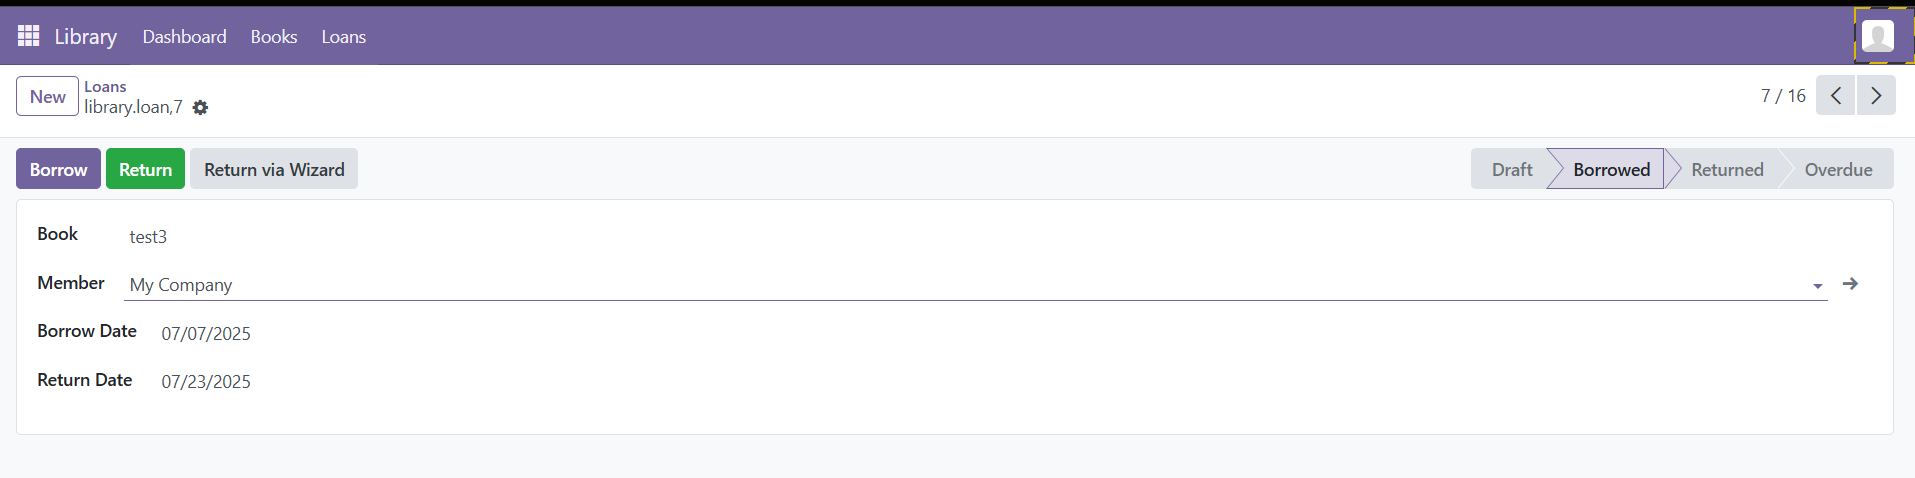 Library Dashboard Books Loans
New
Loans
library.loan,7
7 / 16
Borrow Return Return via Wizard
Draft Borrowed Returned Overdue
Book test3
Member My Company
Borrow Date 07/07/2025
Return Date 07/23/2025